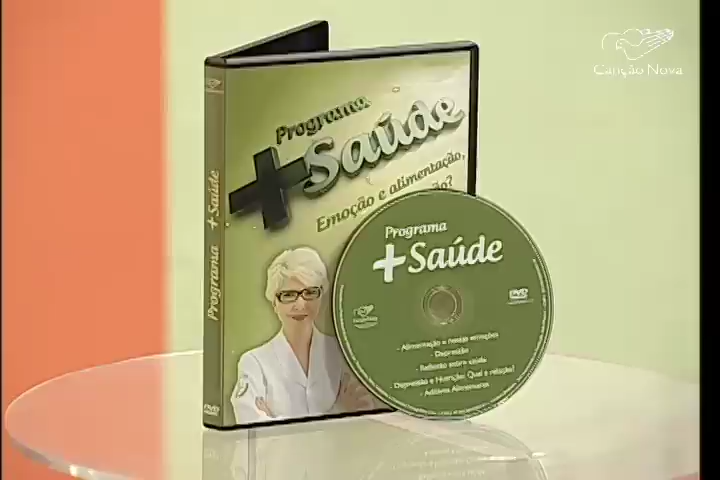 Canção Nova
Programa
+Saúde
Emoção e alimentação,
Programa +Saúde
Programa
+Saúde
DVD
- Alimentação e nossas emoções
- Depressão
- Reflexão sobre saúde
- Depressão e Nutrição: Qual a relação?
- Aditivos Alimentares
DVD